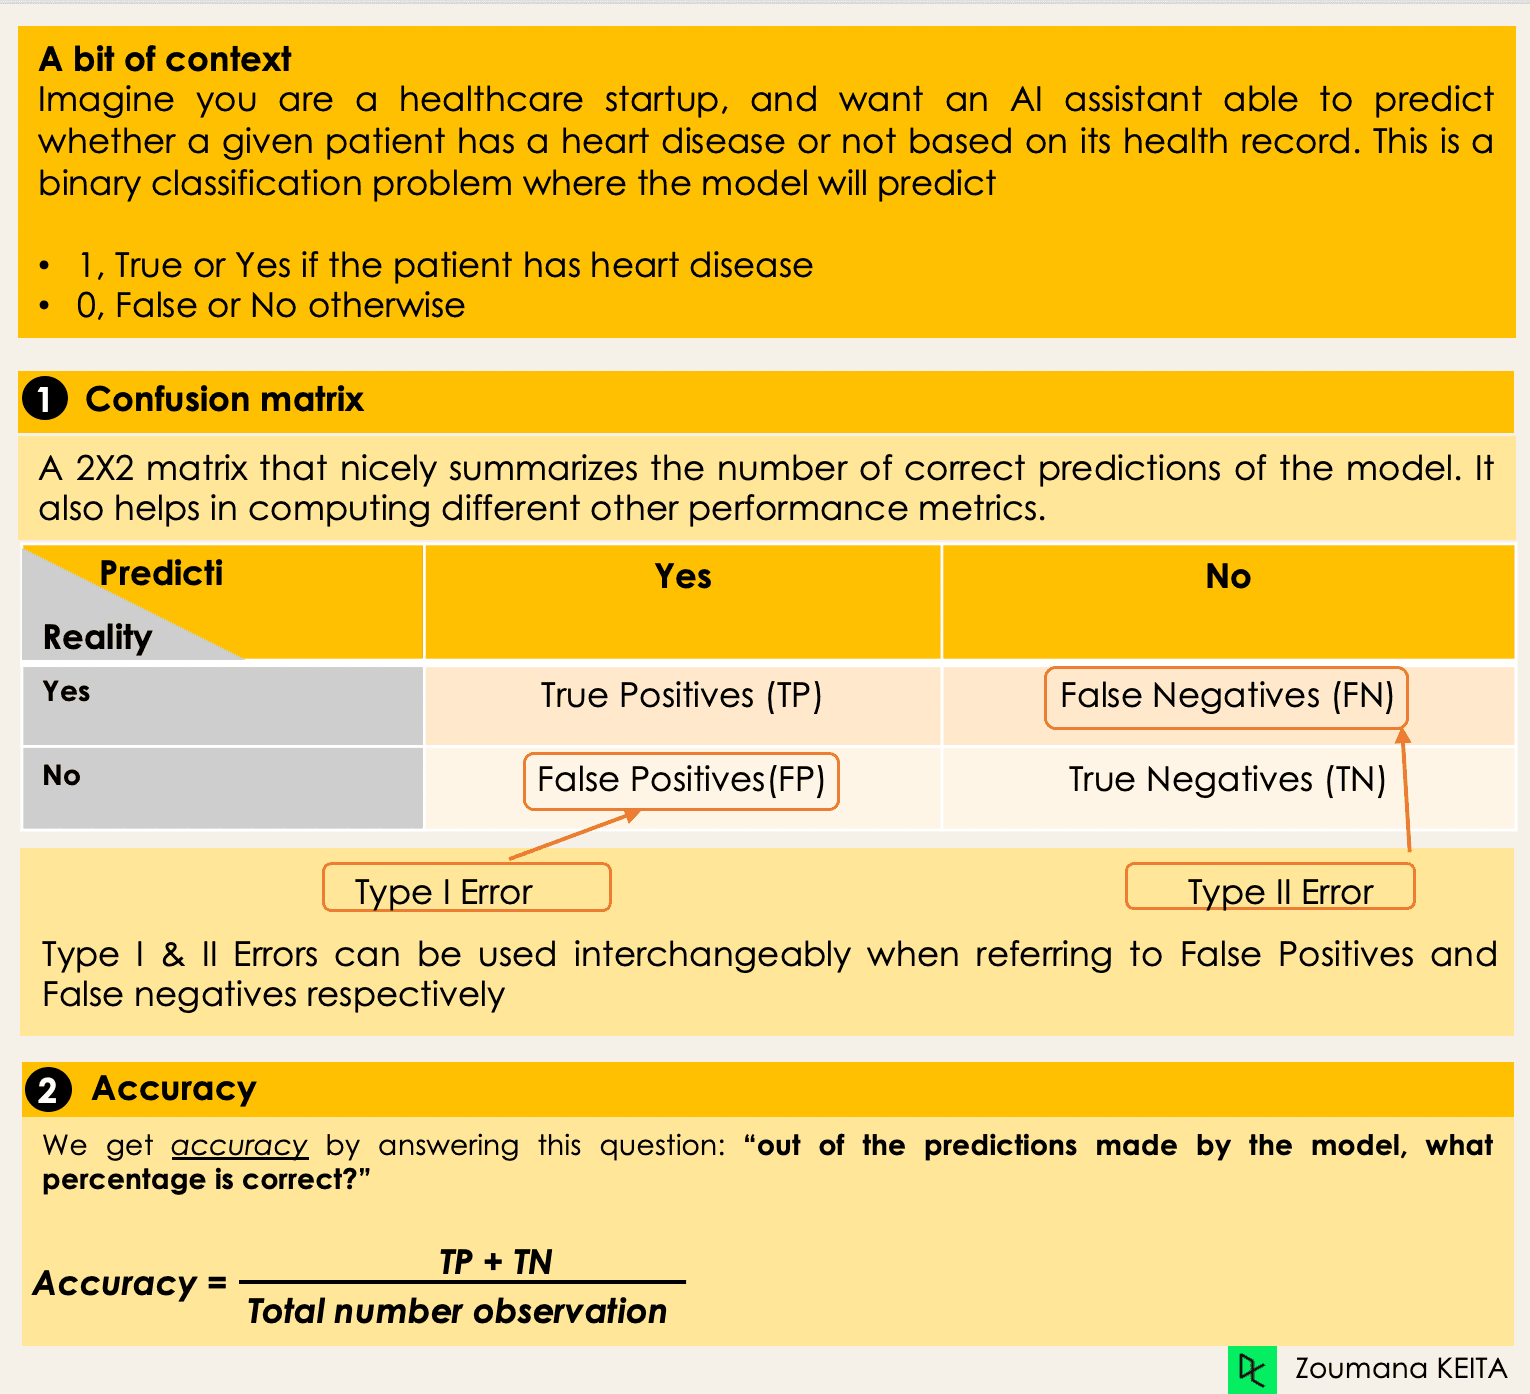 A bit of context
Imagine you are a healthcare startup, and want an AI assistant able to predict
whether a given patient has a heart disease or not based on its health record. This is a
binary classification problem where the model will predict
• 1, True or Yes if the patient has heart disease
• 0, False or No otherwise
1 Confusion matrix
A 2X2 matrix that nicely summarizes the number of correct predictions of the model. It
also helps in computing different other performance metrics.
Predicti
Reality
Yes
No
Yes
True Positives (TP)
False Negatives (FN)
No
False Positives(FP)
True Negatives (TN)
Type I Error
Type II Error
Type I & II Errors can be used interchangeably when referring to False Positives and
False negatives respectively
2 Accuracy
We get accuracy by answering this question: “out of the predictions made by the model, what
percentage is correct?”
TP + TN
Accuracy =
Total number observation
Zoumana KEITA